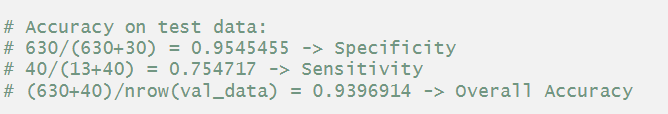 # Accuracy on test data:
# 630/(630+30) = 0.9545455 -> Specificity
# 40/(13+40) = 0.754717 -> Sensitivity
# (630+40)/nrow(val_data) = 0.9396914 -> Overall Accuracy